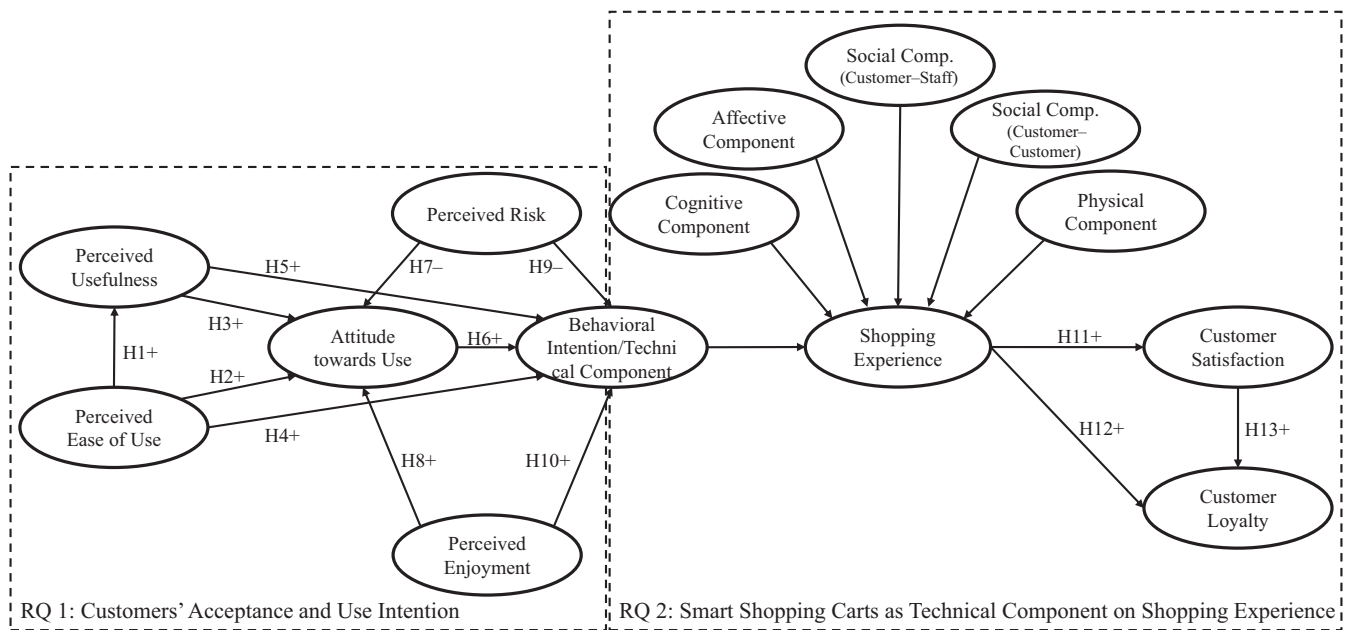 Social Comp.
(Customer–Staff)
Affective
Component
Social Comp.
(Customer–
Customer)
Cognitive
Component
Physical
Component
Perceived Risk
Perceived
Usefulness
H5+
H7–
H9–
H3+
H1+
Attitude
towards Use
H6+
Behavioral
Intention/Techni
cal Component
Shopping
Experience
H11+
Customer
Satisfaction
H2+
Perceived
Ease of Use
H4+
H8+
H10+
H12+
H13+
Customer
Loyalty
Perceived
Enjoyment
RQ 1: Customers’ Acceptance and Use Intention
RQ 2: Smart Shopping Carts as Technical Component on Shopping Experience